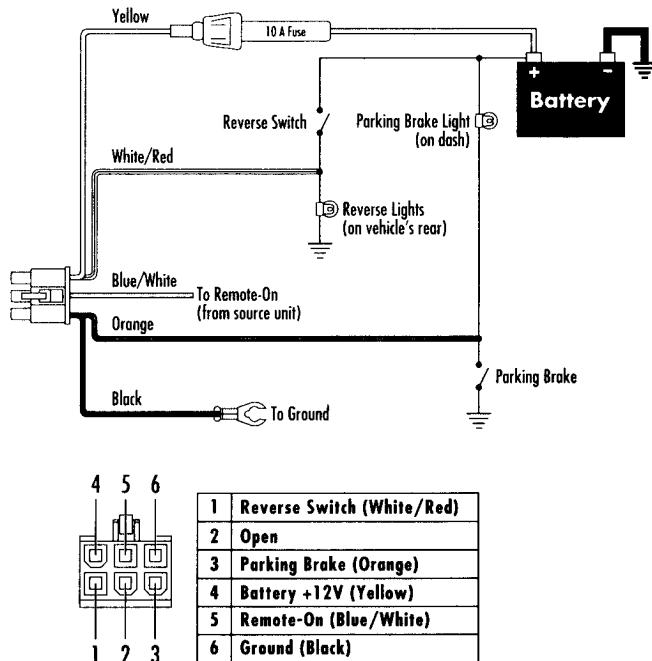 Yellow
10 A Fuse
+ −
Battery
Reverse Switch
Parking Brake Light
(on dash)
White/Red
Reverse Lights
(on vehicle's rear)
Blue/White
To Remote-On
(from source unit)
Orange
Parking Brake
Black
To Ground
4 5 6
1 2 3
1 Reverse Switch (White/Red)
2 Open
3 Parking Brake (Orange)
4 Battery +12V (Yellow)
5 Remote-On (Blue/White)
6 Ground (Black)